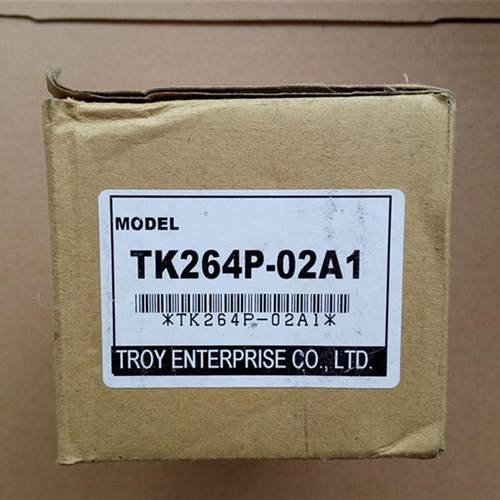 MODEL
TK264P-02A1
*TK264P-02A1*
TROY ENTERPRISE CO., LTD.